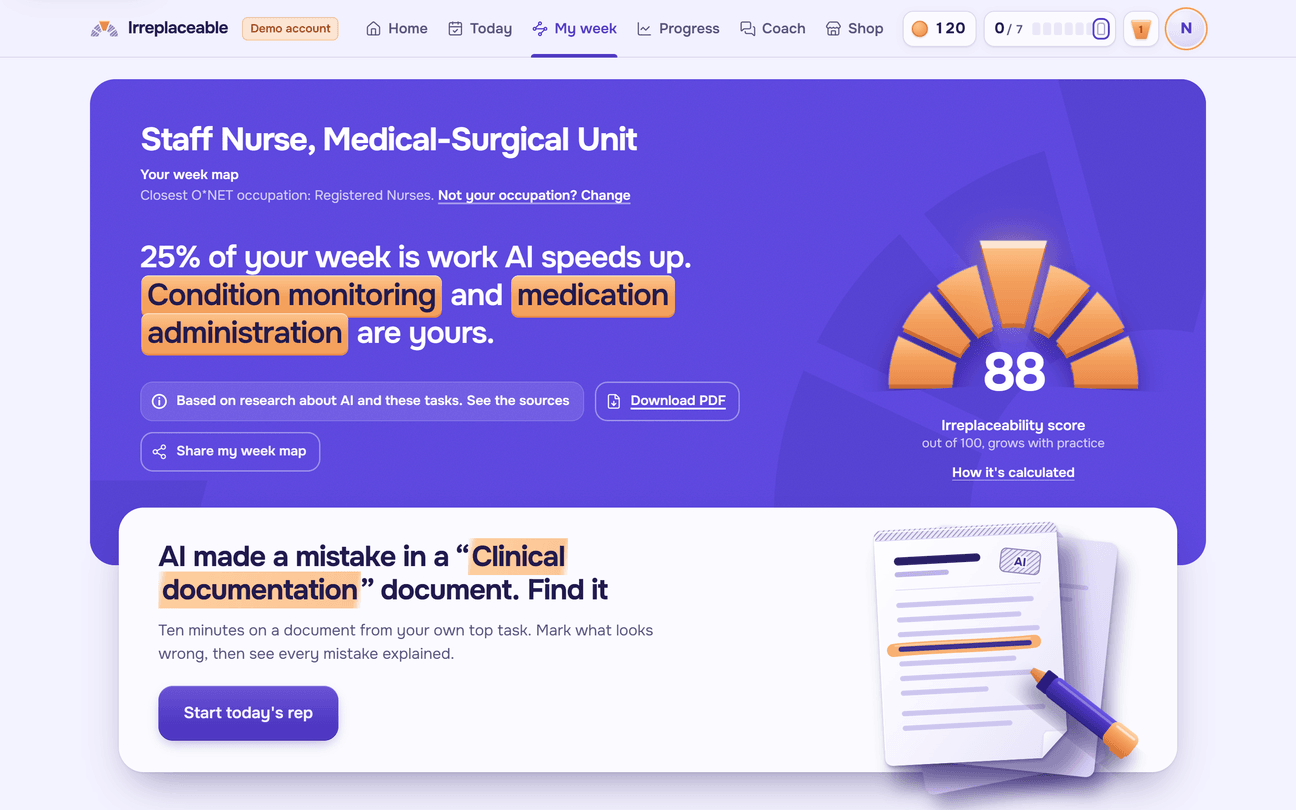 Irreplaceable
Demo account
Home
Today
My week
Progress
Coach
Shop
120
0 / 7
1
N
Staff Nurse, Medical-Surgical Unit
Your week map
Closest O*NET occupation: Registered Nurses. Not your occupation? Change
25% of your week is work AI speeds up.
Condition monitoring and medication
administration are yours.
Based on research about AI and these tasks. See the sources
Download PDF
Share my week map
88
Irreplaceability score
out of 100, grows with practice
How it's calculated
AI made a mistake in a “Clinical
documentation” document. Find it
Ten minutes on a document from your own top task. Mark what looks
wrong, then see every mistake explained.
Start today's rep
AI